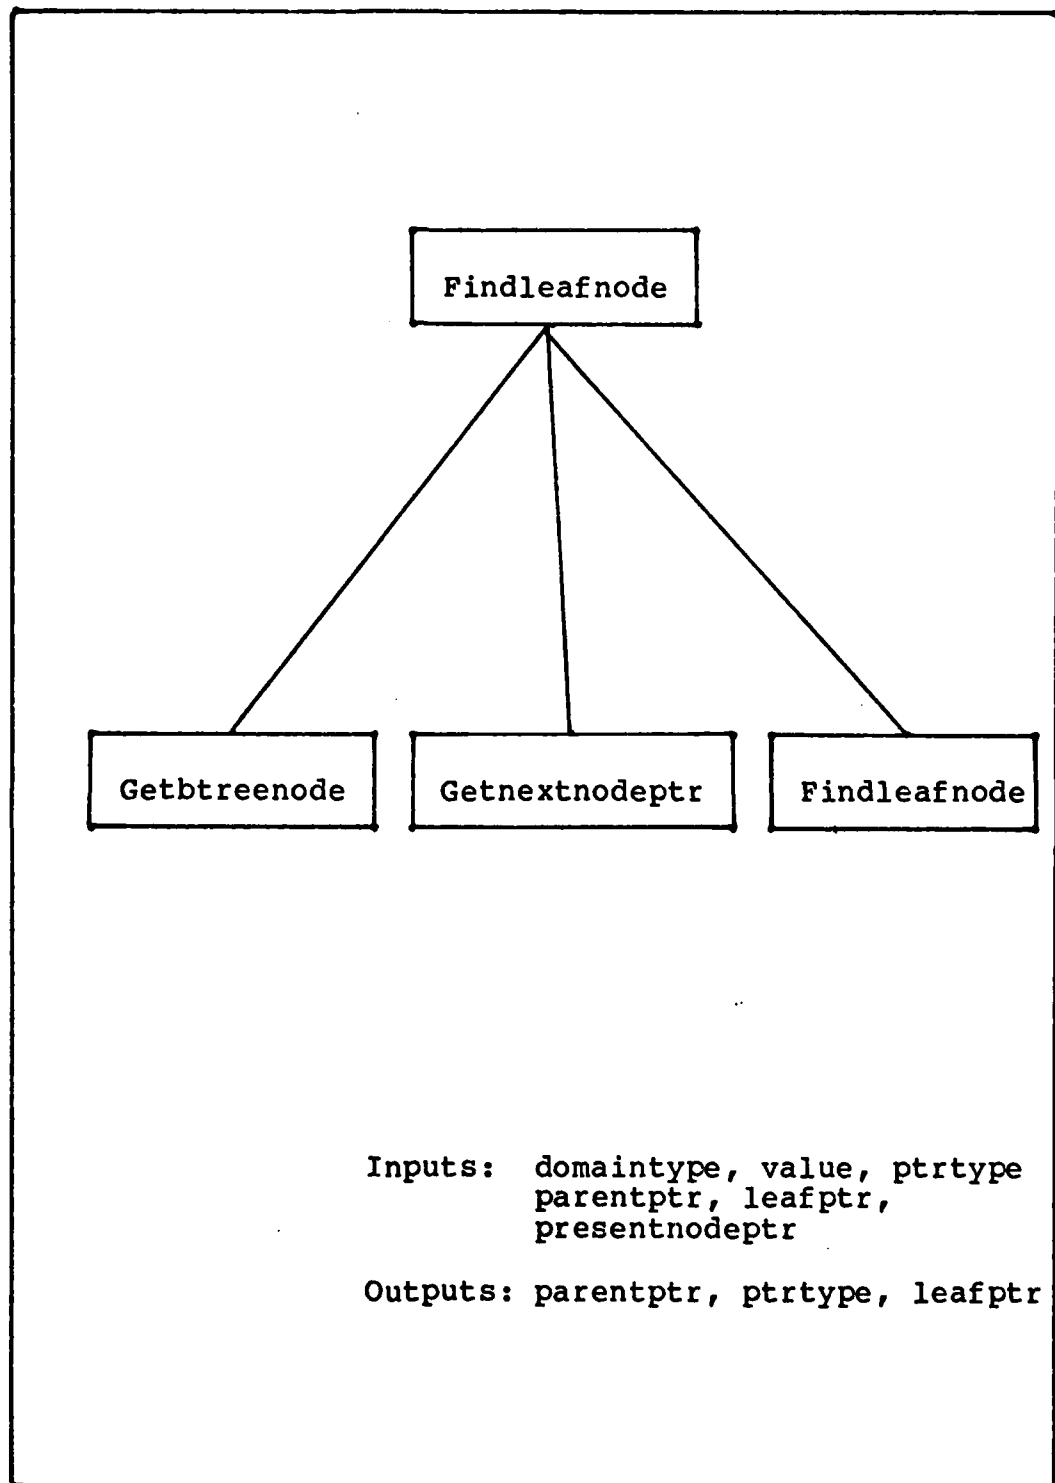 Findleafnode
Getbtreenode Getnextnodeptr Findleafnode
Inputs: domaintype, value, ptrtype
parentptr, leafptr,
presentnodeptr
Outputs: parentptr, ptrtype, leafptr